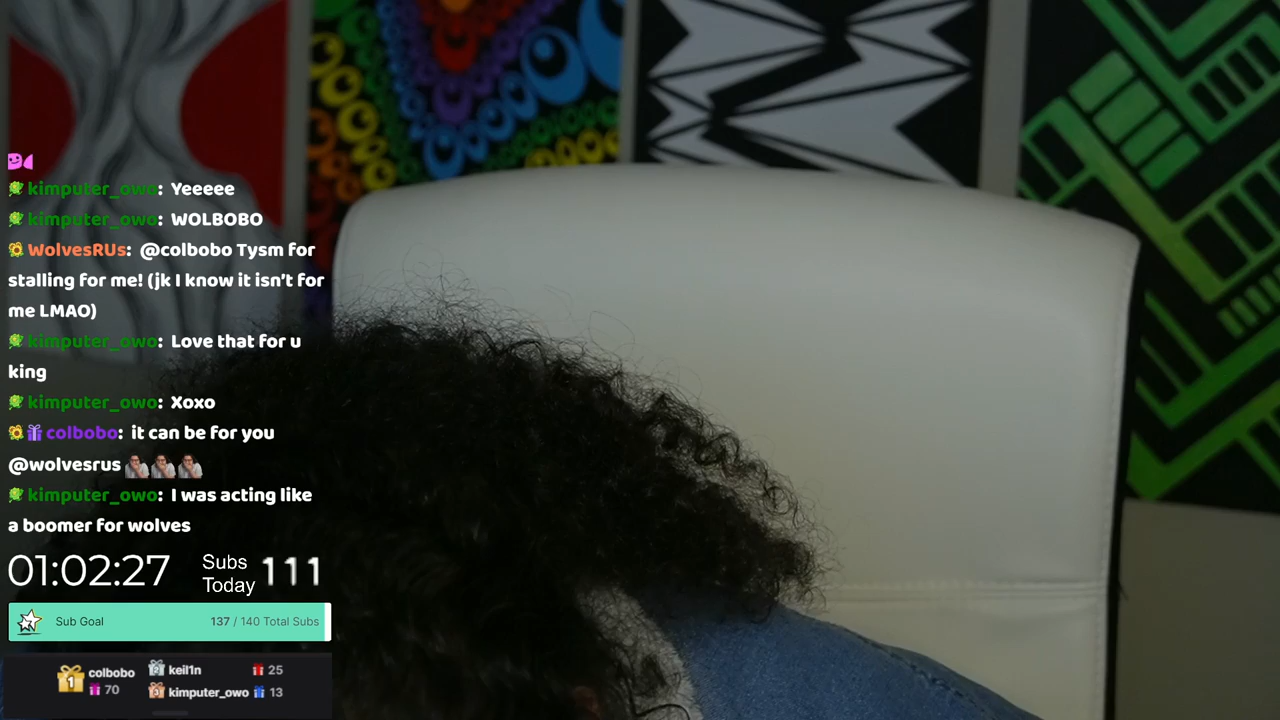 kimputer_owo: Yeeeee
kimputer_owo: WOLBOBO
WolvesRUs: @colbobo Tysm for
stalling for me! (jk I know it isn't for
me LMAO)
kimputer_owo: Love that for u
king
kimputer_owo: Xoxo
colbobo: it can be for you
@wolvesrus
kimputer_owo: I was acting like
a boomer for wolves
01:02:27 Subs Today 111
Sub Goal 137 / 140 Total Subs
1 colbobo 70
2 keil1n 25
3 kimputer_owo 13